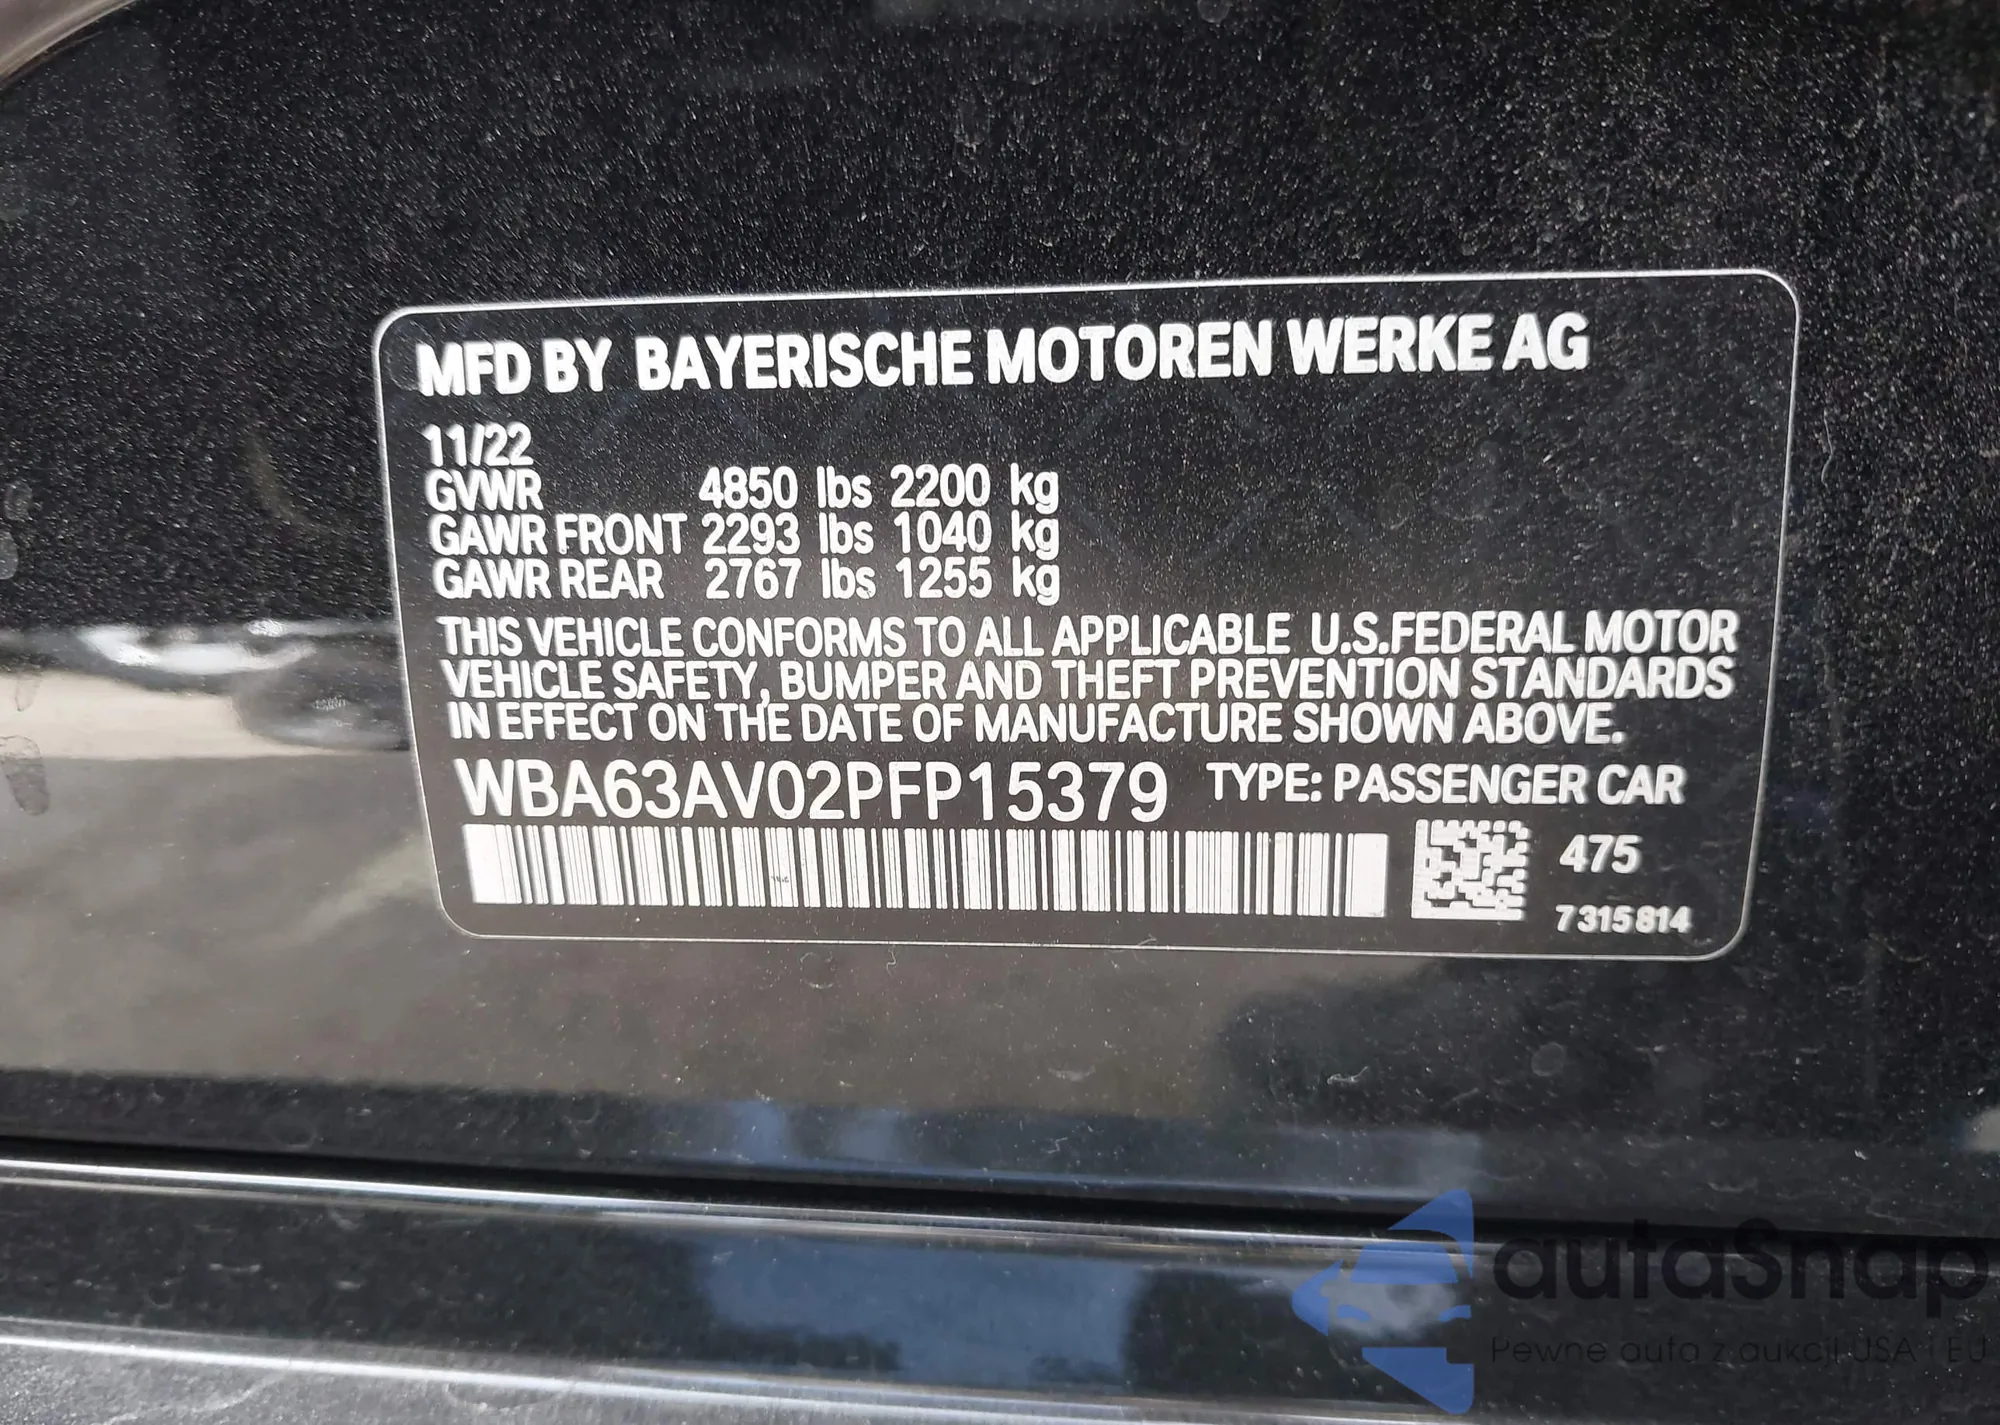 MFD BY BAYERISCHE MOTOREN WERKE AG
11/22
GVWR 4850 lbs 2200 kg
GAWR FRONT 2293 lbs 1040 kg
GAWR REAR 2767 lbs 1255 kg
THIS VEHICLE CONFORMS TO ALL APPLICABLE U.S.FEDERAL MOTOR
VEHICLE SAFETY, BUMPER AND THEFT PREVENTION STANDARDS
IN EFFECT ON THE DATE OF MANUFACTURE SHOWN ABOVE.
WBA63AV02PFP15379 TYPE: PASSENGER CAR
475
7315814
autaSnap
Pewne auta z aukcji USA i EU